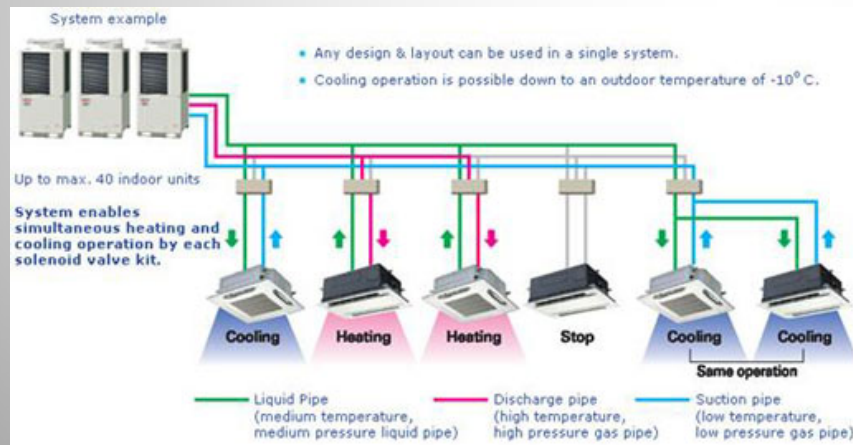 System example
Any design & layout can be used in a single system.
Cooling operation is possible down to an outdoor temperature of -10⁰ C.
Up to max. 40 indoor units
System enables
simultaneous heating and
cooling operation by each
solenoid valve kit.
Cooling
Heating
Heating
Stop
Cooling
Cooling
Same operation
Liquid Pipe
(medium temperature,
medium pressure liquid pipe)
Discharge pipe
(high temperature,
high pressure gas pipe)
Suction pipe
(low temperature,
low pressure gas pipe)